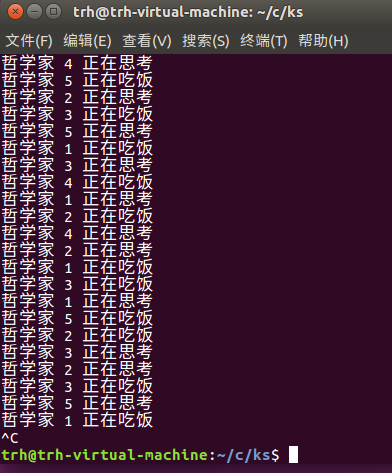 trh@trh-virtual-machine: ~/c/ks
文件(F) 编辑(E) 查看(V) 搜索(S) 终端(T) 帮助(H)
哲学家 4 正在思考
哲学家 5 正在吃饭
哲学家 2 正在思考
哲学家 3 正在吃饭
哲学家 5 正在思考
哲学家 1 正在吃饭
哲学家 3 正在思考
哲学家 4 正在吃饭
哲学家 1 正在思考
哲学家 2 正在吃饭
哲学家 4 正在思考
哲学家 2 正在思考
哲学家 1 正在吃饭
哲学家 3 正在吃饭
哲学家 1 正在思考
哲学家 5 正在吃饭
哲学家 2 正在思考
哲学家 3 正在思考
哲学家 2 正在吃饭
哲学家 3 正在吃饭
哲学家 5 正在思考
哲学家 1 正在吃饭
^C
trh@trh-virtual-machine:~/c/ks$